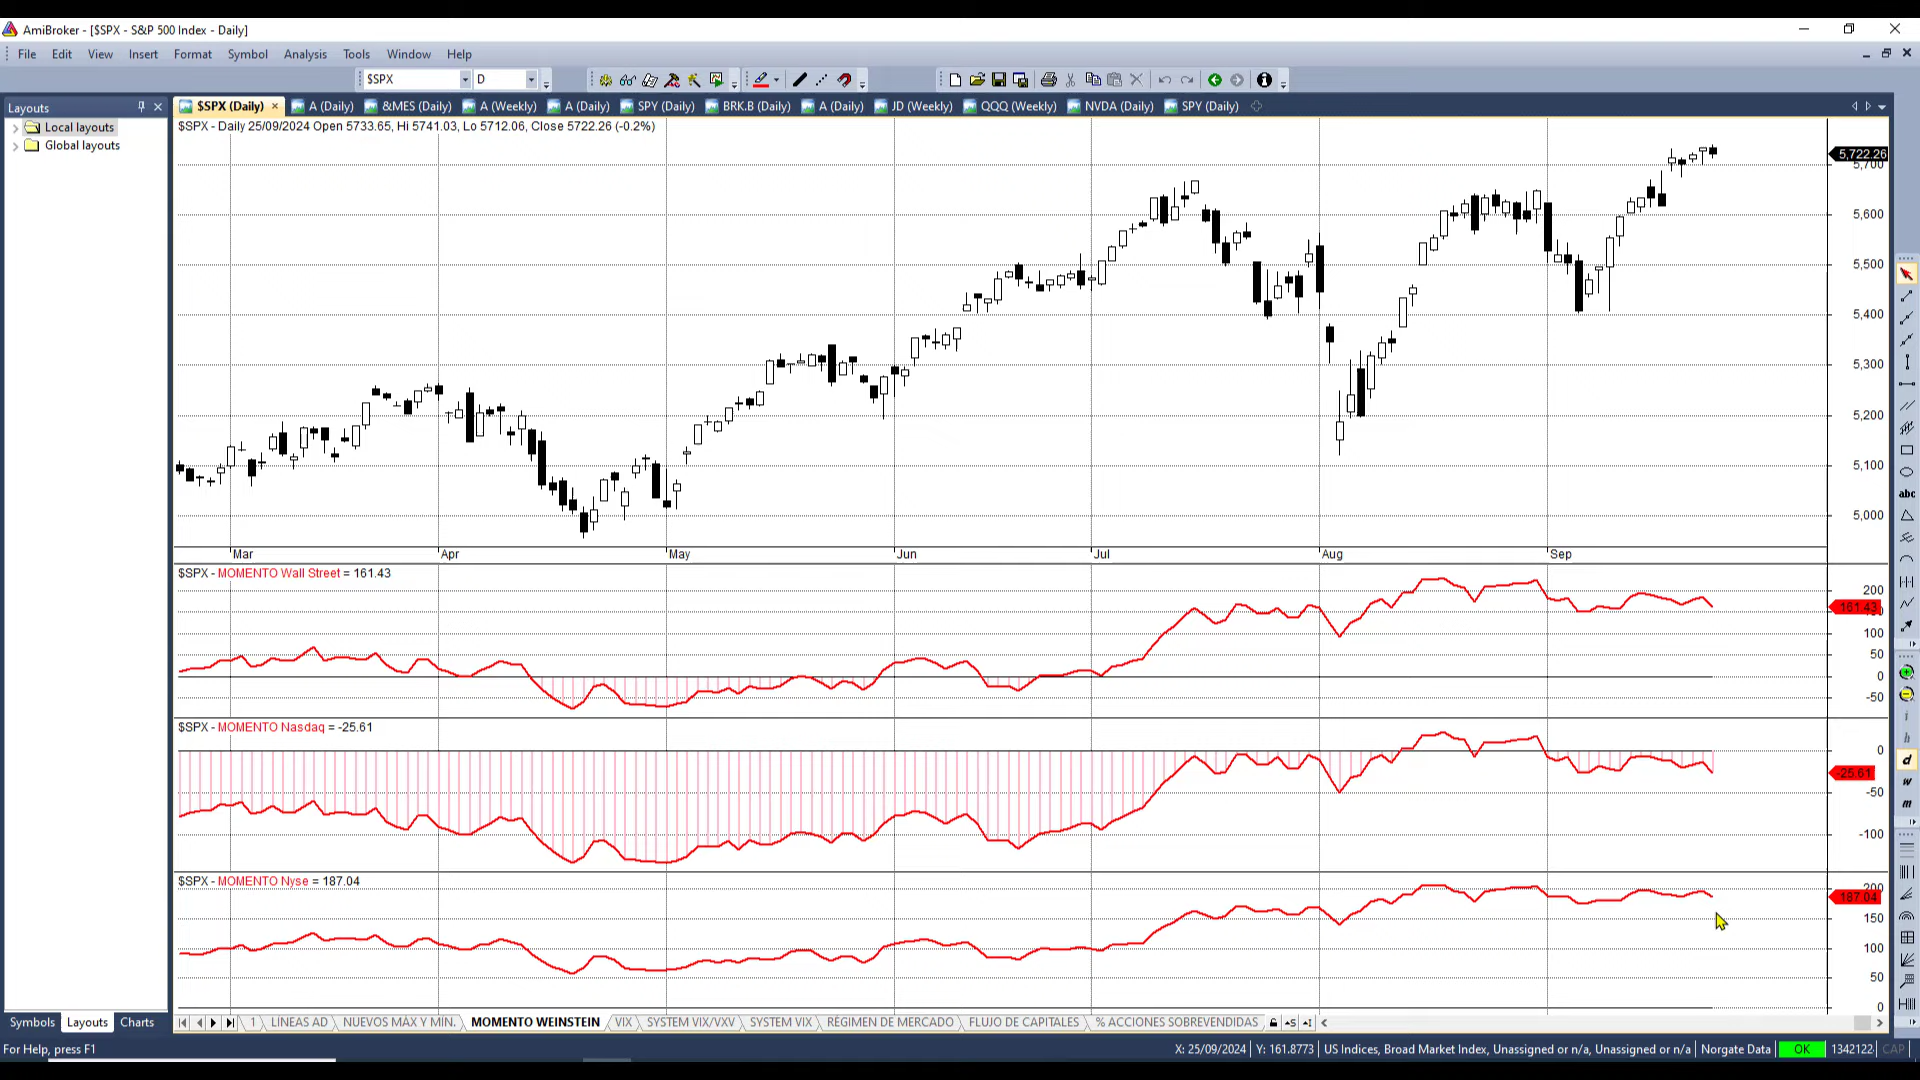 AmiBroker - [$SPX - S&P 500 Index - Daily]
File Edit View Insert Format Symbol Analysis Tools Window Help
$SPX D
abc
Layouts
$SPX (Daily) × A (Daily) &MES (Daily) A (Weekly) A (Daily) SPY (Daily) BRK.B (Daily) A (Daily) JD (Weekly) QQQ (Weekly) NVDA (Daily) SPY (Daily)
Local layouts
Global layouts
$SPX - Daily 25/09/2024 Open 5733.65, Hi 5741.03, Lo 5712.06, Close 5722.26 (-0.2%)
5,722.26
5,700
5,600
5,500
5,400
5,300
5,200
5,100
5,000
Mar Apr May Jun Jul Aug Sep
$SPX - MOMENTO Wall Street = 161.43
200
161.43
100
50
0
-50
$SPX - MOMENTO Nasdaq = -25.61
0
-25.61
-50
-100
$SPX - MOMENTO Nyse = 187.04
200
187.04
150
100
50
0
i
h
d
w
m
Symbols Layouts Charts
1 LINEAS AD NUEVOS MÁX Y MIN. MOMENTO WEINSTEIN VIX SYSTEM VIX/VXV SYSTEM VIX RÉGIMEN DE MERCADO FLUJO DE CAPITALES % ACCIONES SOBREVENDIDAS
For Help, press F1
X: 25/09/2024 Y: 161.8773 US Indices, Broad Market Index, Unassigned or n/a, Unassigned or n/a Norgate Data OK 1342122 CAP